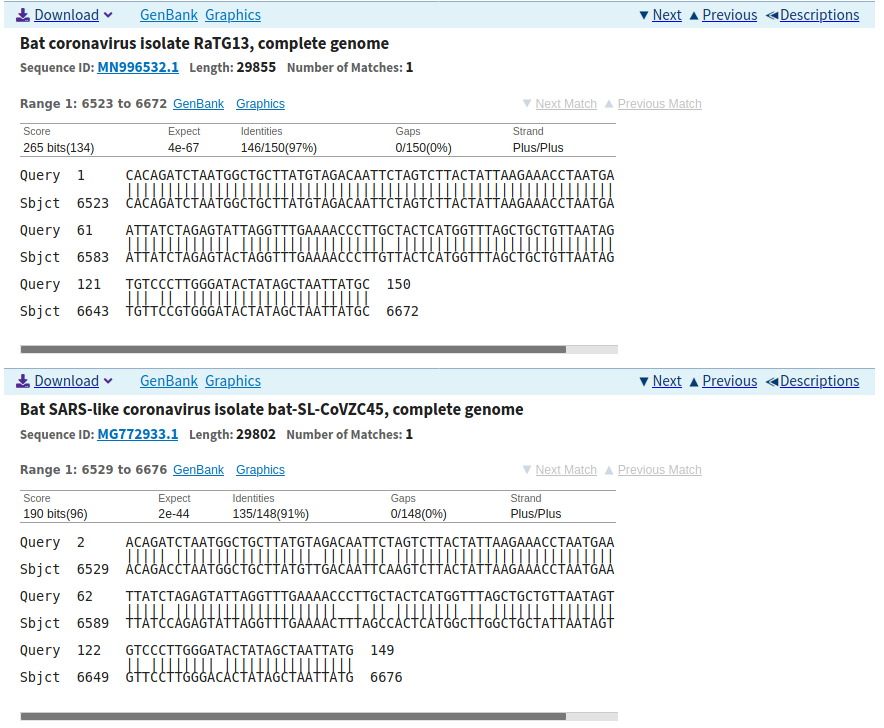 Download GenBank Graphics Next Previous Descriptions
Bat coronavirus isolate RaTG13, complete genome
Sequence ID: MN996532.1 Length: 29855 Number of Matches: 1
Range 1: 6523 to 6672 GenBank Graphics Next Match Previous Match
Score Expect Identities Gaps Strand
265 bits(134) 4e-67 146/150(97%) 0/150(0%) Plus/Plus
Query 1 CACAGATCTAATGGCTGCTTATGTAGACAATTCTAGTCTTACTATTAAGAAACCTAATGA
Sbjct 6523 CACAGATCTAATGGCTGCTTATGTAGACAATTCTAGTCTTACTATTAAGAAACCTAATGA
Query 61 ATTATCTAGAGTATTAGGTTTGAAAACCCTTGCTACTCATGGTTTAGCTGCTGTTAATAG
Sbjct 6583 ATTATCTAGAGTACTAGGTTTGAAAACCCTTGTTACTCATGGTTTAGCTGCTGTTAATAG
Query 121 TGTCCCTTGGGATACTATAGCTAATTATGC 150
Sbjct 6643 TGTTCCGTGGGATACTATAGCTAATTATGC 6672
Download GenBank Graphics Next Previous Descriptions
Bat SARS-like coronavirus isolate bat-SL-CoVZC45, complete genome
Sequence ID: MG772933.1 Length: 29802 Number of Matches: 1
Range 1: 6529 to 6676 GenBank Graphics Next Match Previous Match
Score Expect Identities Gaps Strand
190 bits(96) 2e-44 135/148(91%) 0/148(0%) Plus/Plus
Query 2 ACAGATCTAATGGCTGCTTATGTAGACAATTCTAGTCTTACTATTAAGAAACCTAATGAA
Sbjct 6529 ACAGACCTAATGGCTGCTTATGTTGACAATTCAAGTCTTACTATTAAGAAACCTAATGAA
Query 62 TTATCTAGAGTATTAGGTTTGAAAACCCTTGCTACTCATGGTTTAGCTGCTGTTAATAGT
Sbjct 6589 TTATCCAGAGTATTAGGTTTGAAAACTTTAGCCACTCATGGCTTGGCTGCTATTAATAGT
Query 122 GTCCCTTGGGATACTATAGCTAATTATG 149
Sbjct 6649 GTTCCTTGGGACACTATAGCTAATTATG 6676